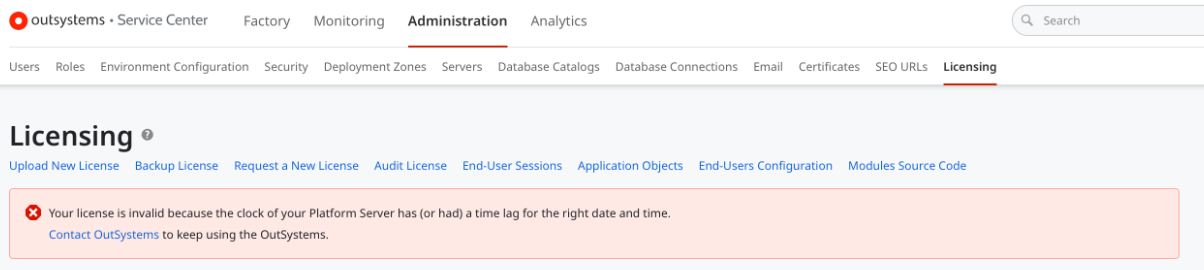 outsystems • Service Center Factory Monitoring Administration Analytics Search
Users Roles Environment Configuration Security Deployment Zones Servers Database Catalogs Database Connections Email Certificates SEO URLs Licensing
Licensing ?
Upload New License Backup License Request a New License Audit License End-User Sessions Application Objects End-Users Configuration Modules Source Code
Your license is invalid because the clock of your Platform Server has (or had) a time lag for the right date and time.
Contact OutSystems to keep using the OutSystems.